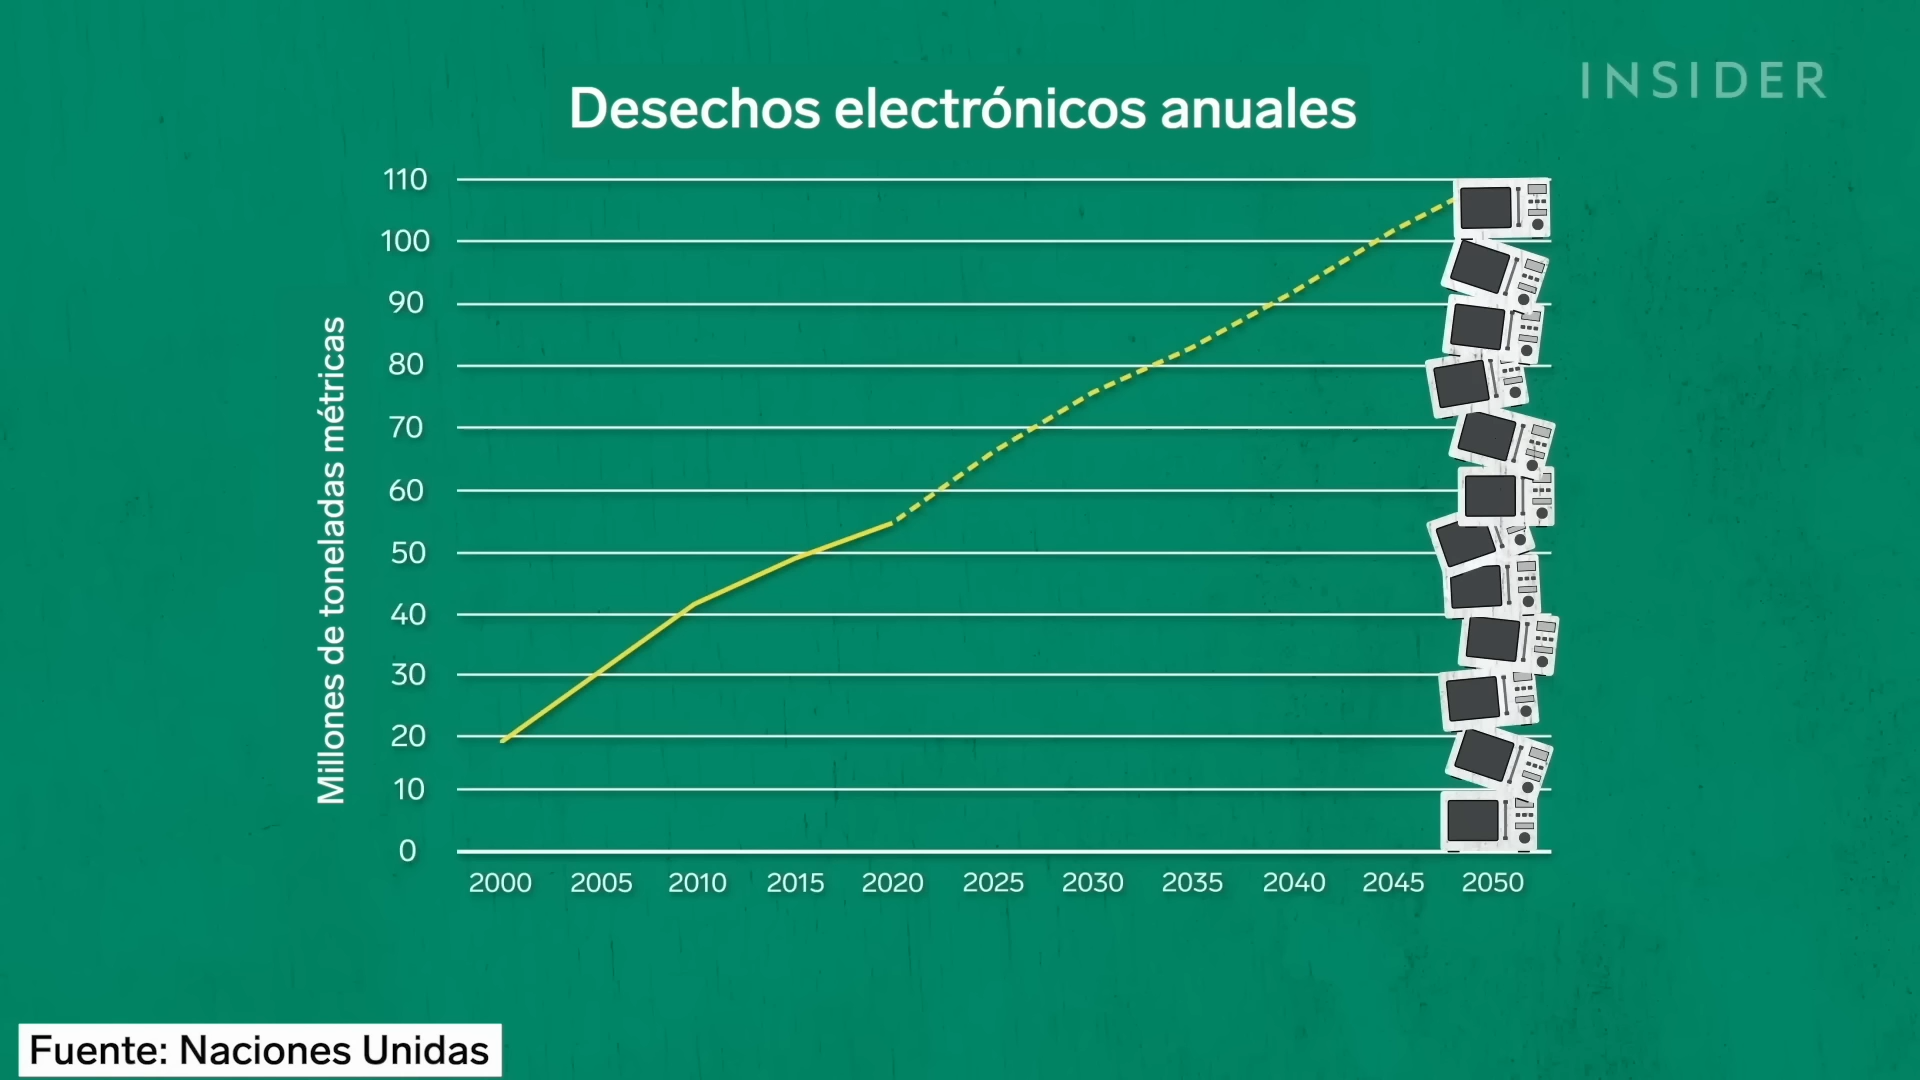 INSIDER
Desechos electrónicos anuales
Millones de toneladas métricas
110
100
90
80
70
60
50
40
30
20
10
0
2000 2005 2010 2015 2020 2025 2030 2035 2040 2045 2050
Fuente: Naciones Unidas